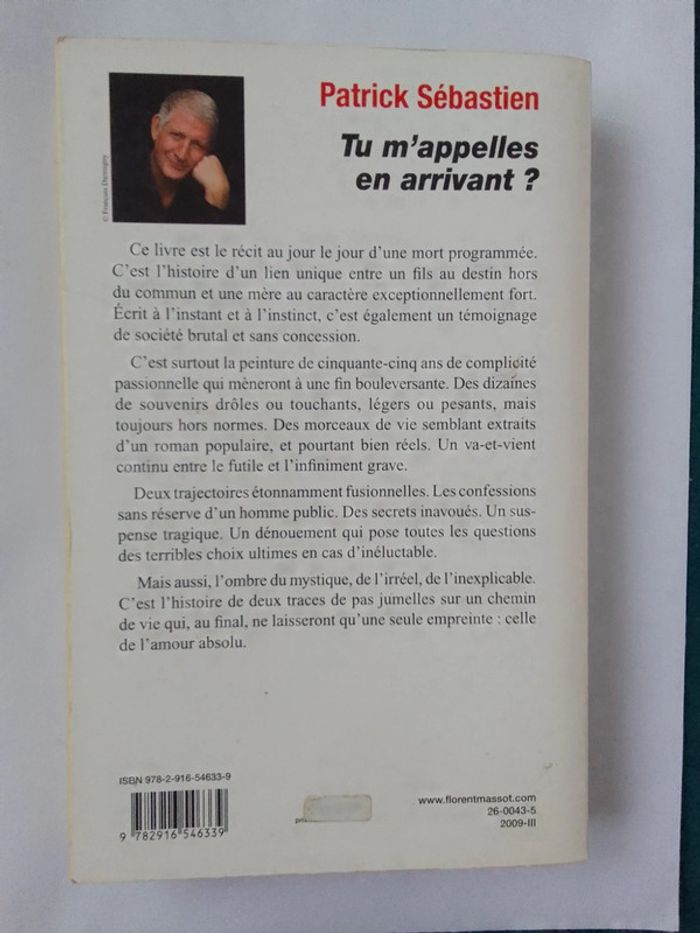 Patrick Sébastien
Tu m'appelles
en arrivant ?
Ce livre est le récit au jour le jour d'une mort programmée.
C'est l'histoire d'un lien unique entre un fils au destin hors
du commun et une mère au caractère exceptionnellement fort.
Écrit à l'instant et à l'instinct, c'est également un témoignage
de société brutal et sans concession.
C'est surtout la peinture de cinquante-cinq ans de complicité
passionnelle qui mèneront à une fin bouleversante. Des dizaines
de souvenirs drôles ou touchants, légers ou pesants, mais
toujours hors normes. Des morceaux de vie semblant extraits
d'un roman populaire, et pourtant bien réels. Un va-et-vient
continu entre le futile et l'infiniment grave.
Deux trajectoires étonnamment fusionnelles. Les confessions
sans réserve d'un homme public. Des secrets inavoués. Un sus-
pense tragique. Un dénouement qui pose toutes les questions
des terribles choix ultimes en cas d'inéluctable.
Mais aussi, l'ombre du mystique, de l'irréel, de l'inexplicable.
C'est l'histoire de deux traces de pas jumelles sur un chemin
de vie qui, au final, ne laisseront qu'une seule empreinte : celle
de l'amour absolu.
ISBN 978-2-916-54633-9
9 782916 546339
www.florentmassot.com
26-0043-5
2009-III